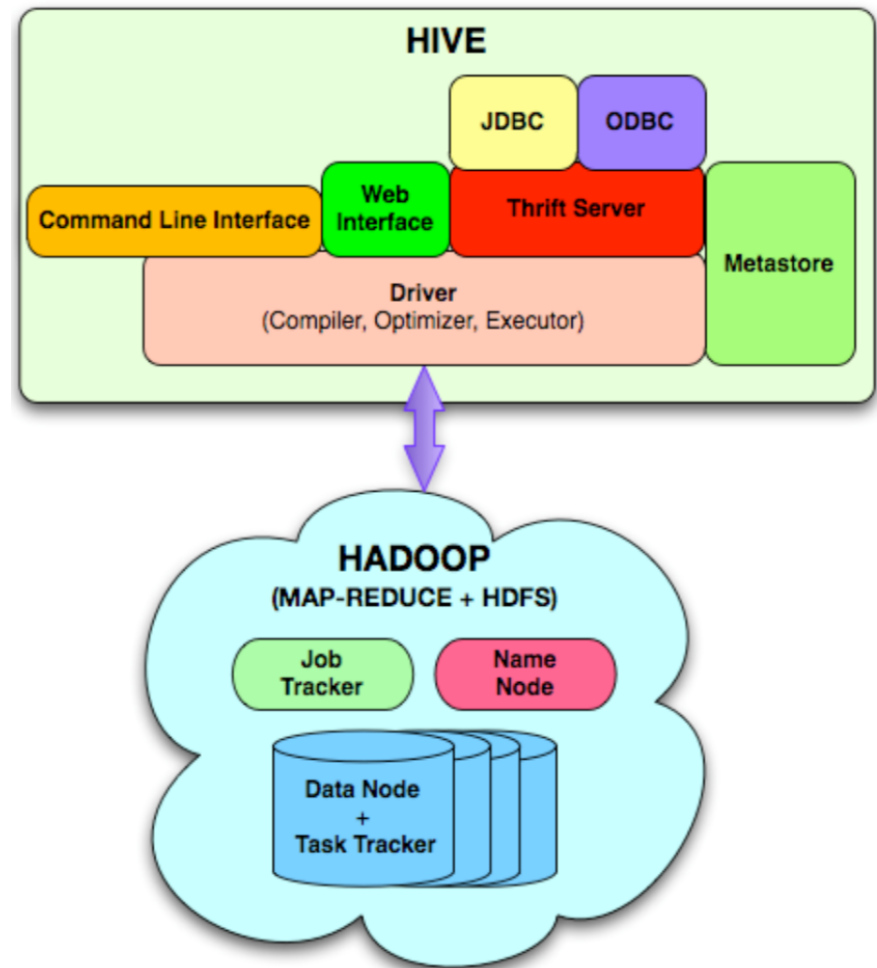 HIVE
JDBC
ODBC
Command Line Interface
Web
Interface
Thrift Server
Metastore
Driver
(Compiler, Optimizer, Executor)
HADOOP
(MAP-REDUCE + HDFS)
Job
Tracker
Name
Node
Data Node
+
Task Tracker